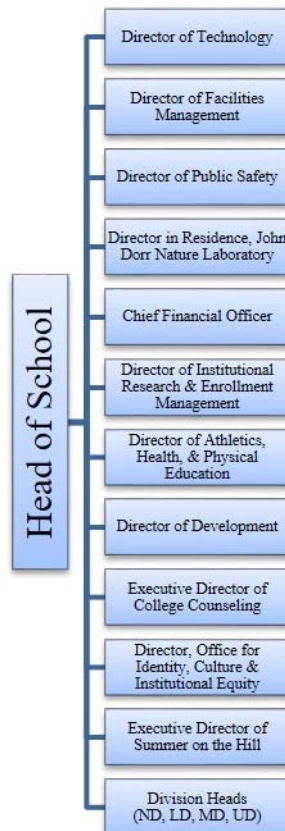 Head of School
Director of Technology
Director of Facilities
Management
Director of Public Safety
Director in Residence, John
Dorr Nature Laboratory
Chief Financial Officer
Director of Institutional
Research & Enrollment
Management
Director of Athletics,
Health, & Physical
Education
Director of Development
Executive Director of
College Counseling
Director, Office for
Identity, Culture &
Institutional Equity
Executive Director of
Summer on the Hill
Division Heads
(ND, LD, MD, UD)